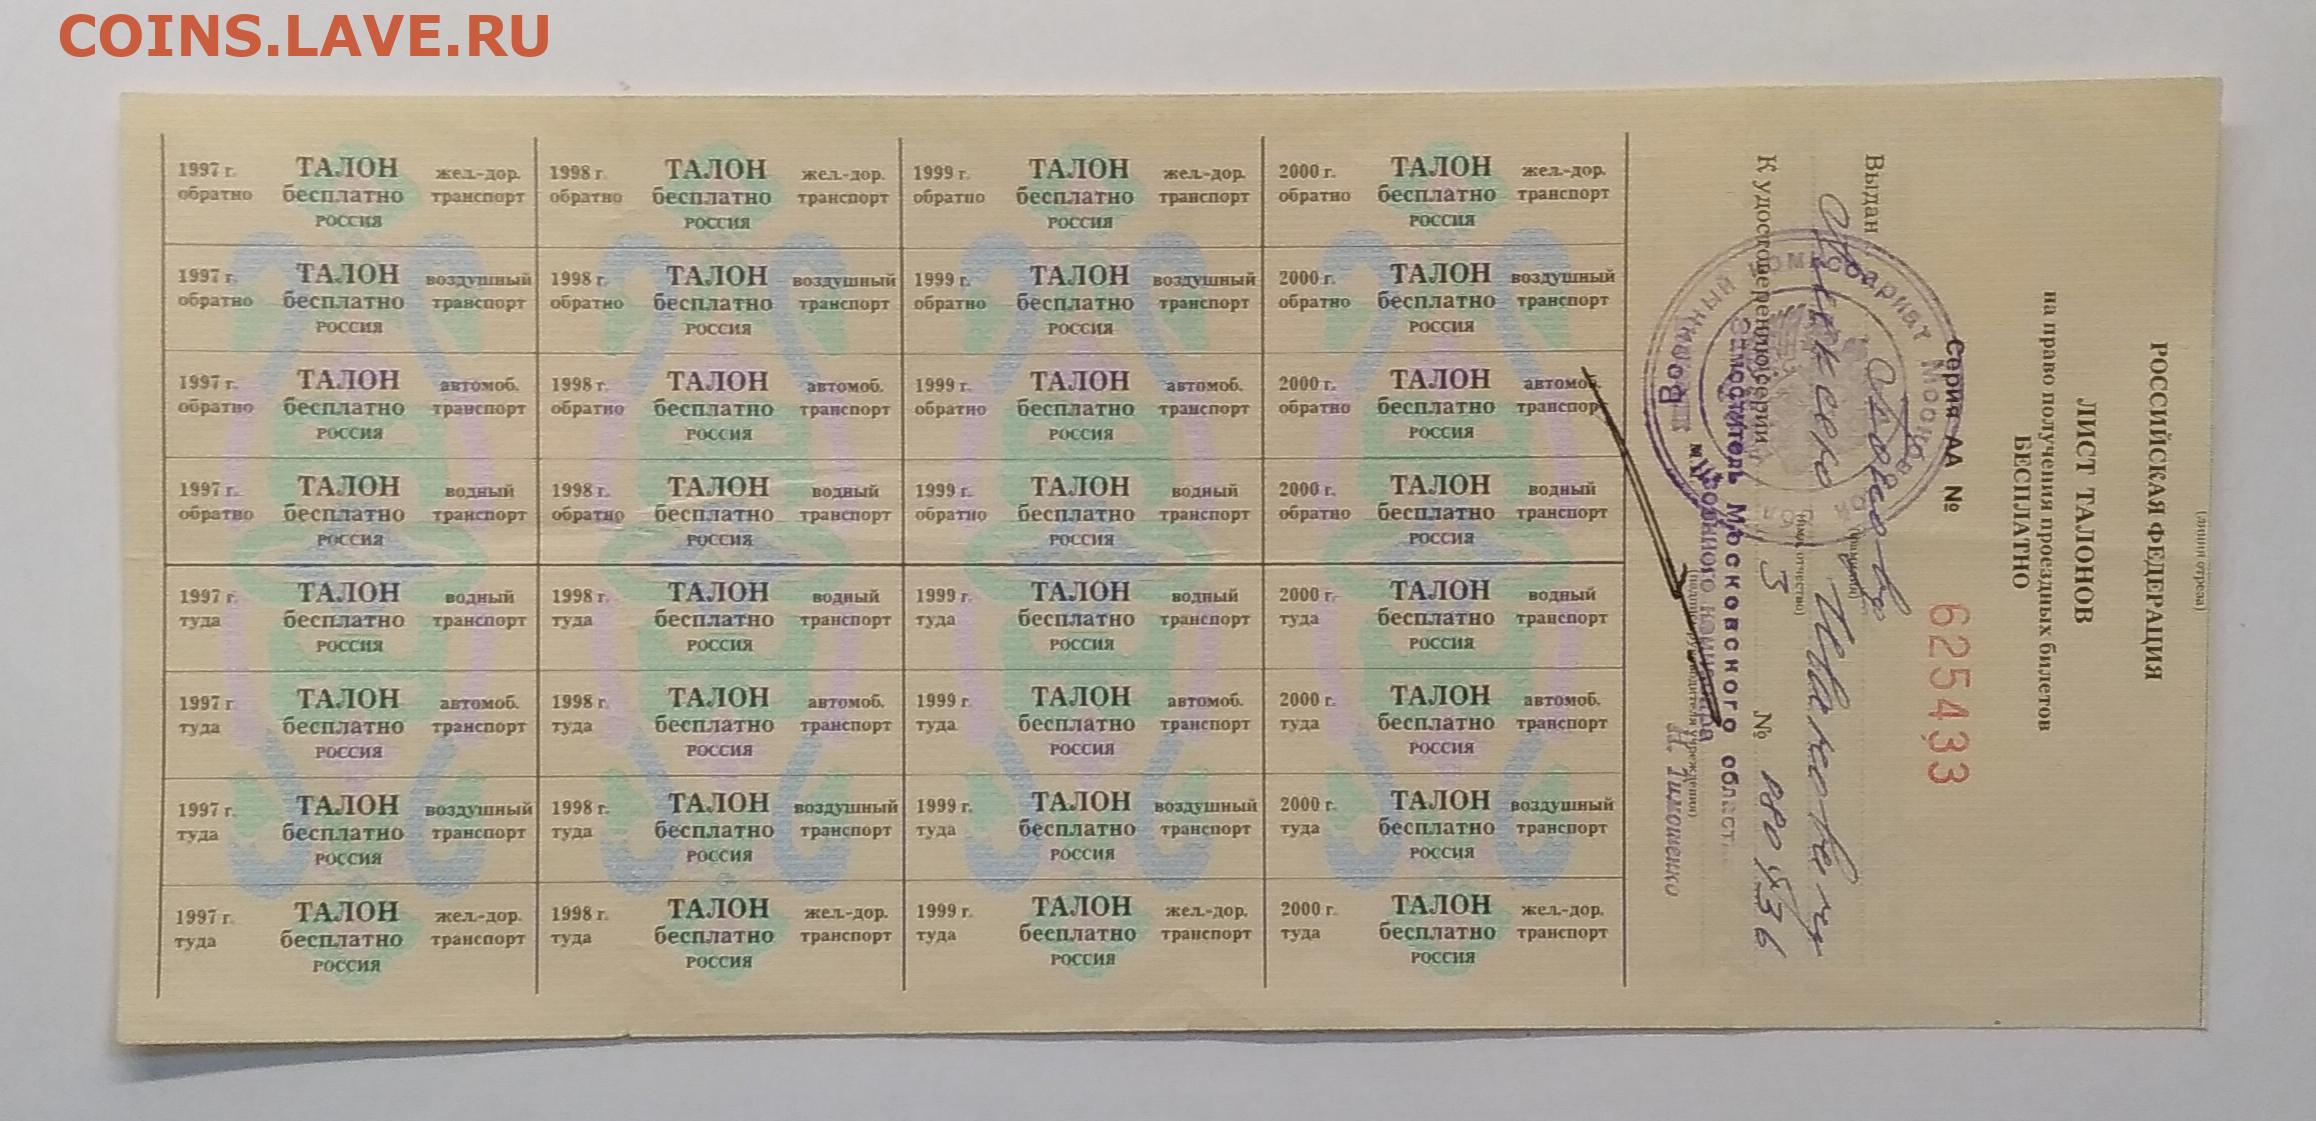 COINS.LAVE.RU
1997 г. ТАЛОН жел.-дор. 1998 г. ТАЛОН жел.-дор. 1999 г. ТАЛОН жел.-дор. 2000 г. ТАЛОН жел.-дор.
обратно бесплатно транспорт обратно бесплатно транспорт обратно бесплатно транспорт обратно бесплатно транспорт
РОССИЯ РОССИЯ РОССИЯ РОССИЯ
1997 г. ТАЛОН воздушный 1998 г. ТАЛОН воздушный 1999 г. ТАЛОН воздушный 2000 г. ТАЛОН воздушный
обратно бесплатно транспорт обратно бесплатно транспорт обратно бесплатно транспорт обратно бесплатно транспорт
РОССИЯ РОССИЯ РОССИЯ РОССИЯ
1997 г. ТАЛОН автомоб. 1998 г. ТАЛОН автомоб. 1999 г. ТАЛОН автомоб. 2000 г. ТАЛОН автомоб.
обратно бесплатно транспорт обратно бесплатно транспорт обратно бесплатно транспорт обратно бесплатно транспорт
РОССИЯ РОССИЯ РОССИЯ РОССИЯ
1997 г. ТАЛОН водный 1998 г. ТАЛОН водный 1999 г. ТАЛОН водный 2000 г. ТАЛОН водный
обратно бесплатно транспорт обратно бесплатно транспорт обратно бесплатно транспорт обратно бесплатно транспорт
РОССИЯ РОССИЯ РОССИЯ РОССИЯ
1997 г. ТАЛОН водный 1998 г. ТАЛОН водный 1999 г. ТАЛОН водный 2000 г. ТАЛОН водный
туда бесплатно транспорт туда бесплатно транспорт туда бесплатно транспорт туда бесплатно транспорт
РОССИЯ РОССИЯ РОССИЯ РОССИЯ
1997 г. ТАЛОН автомоб. 1998 г. ТАЛОН автомоб. 1999 г. ТАЛОН автомоб. 2000 г. ТАЛОН автомоб.
туда бесплатно транспорт туда бесплатно транспорт туда бесплатно транспорт туда бесплатно транспорт
РОССИЯ РОССИЯ РОССИЯ РОССИЯ
1997 г. ТАЛОН воздушный 1998 г. ТАЛОН воздушный 1999 г. ТАЛОН воздушный 2000 г. ТАЛОН воздушный
туда бесплатно транспорт туда бесплатно транспорт туда бесплатно транспорт туда бесплатно транспорт
РОССИЯ РОССИЯ РОССИЯ РОССИЯ
1997 г. ТАЛОН жел.-дор. 1998 г. ТАЛОН жел.-дор. 1999 г. ТАЛОН жел.-дор. 2000 г. ТАЛОН жел.-дор.
туда бесплатно транспорт туда бесплатно транспорт туда бесплатно транспорт туда бесплатно транспорт
РОССИЯ РОССИЯ РОССИЯ РОССИЯ
(линия отреза)
РОССИЙСКАЯ ФЕДЕРАЦИЯ
ЛИСТ ТАЛОНОВ
на право получения проездных билетов
БЕСПЛАТНО
Серия АА № 625433
Выдан
(фамилия)
(имя, отчество)
К удостоверению серии J № 180536
Военный комиссариат Московской
Московского област
м.п.
(подпись руководителя учреждения)